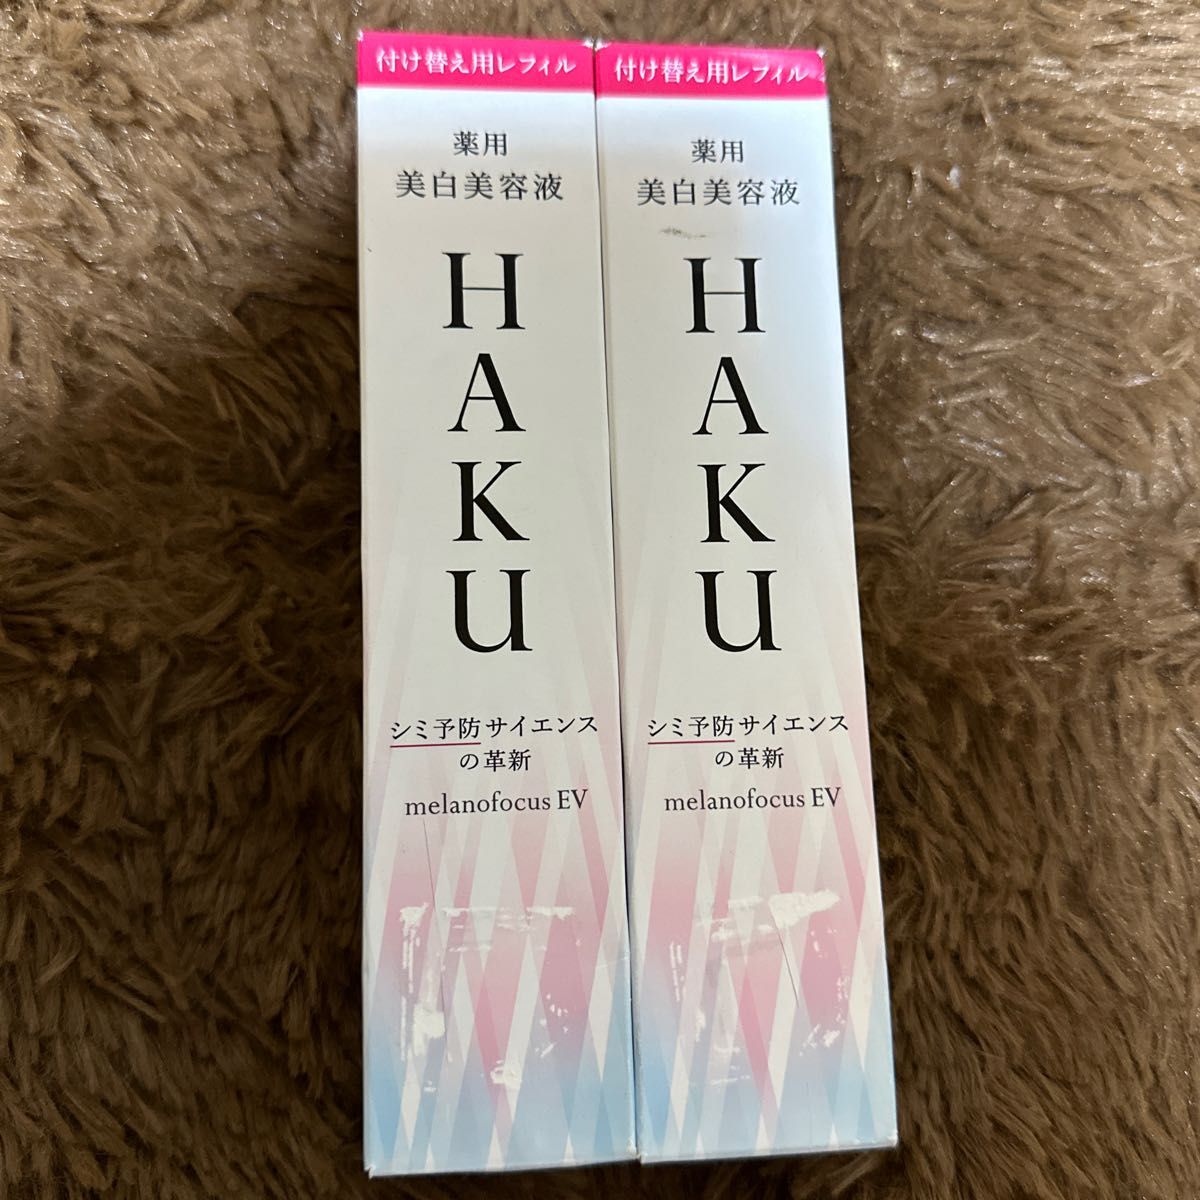 付け替え用レフィル
薬用
美白美容液
HAKU
シミ予防サイエンス
の革新
melanofocus EV
付け替え用レフィル
薬用
美白美容液
HAKU
シミ予防サイエンス
の革新
melanofocus EV